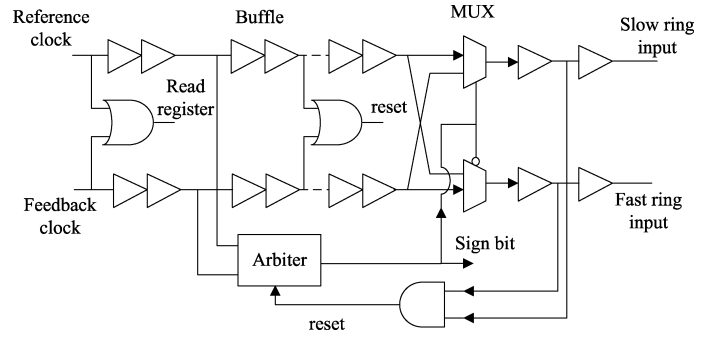 Reference
clock
Buffle
MUX
Slow ring
input
Read
register
reset
Feedback
clock
Fast ring
input
Arbiter
Sign bit
reset